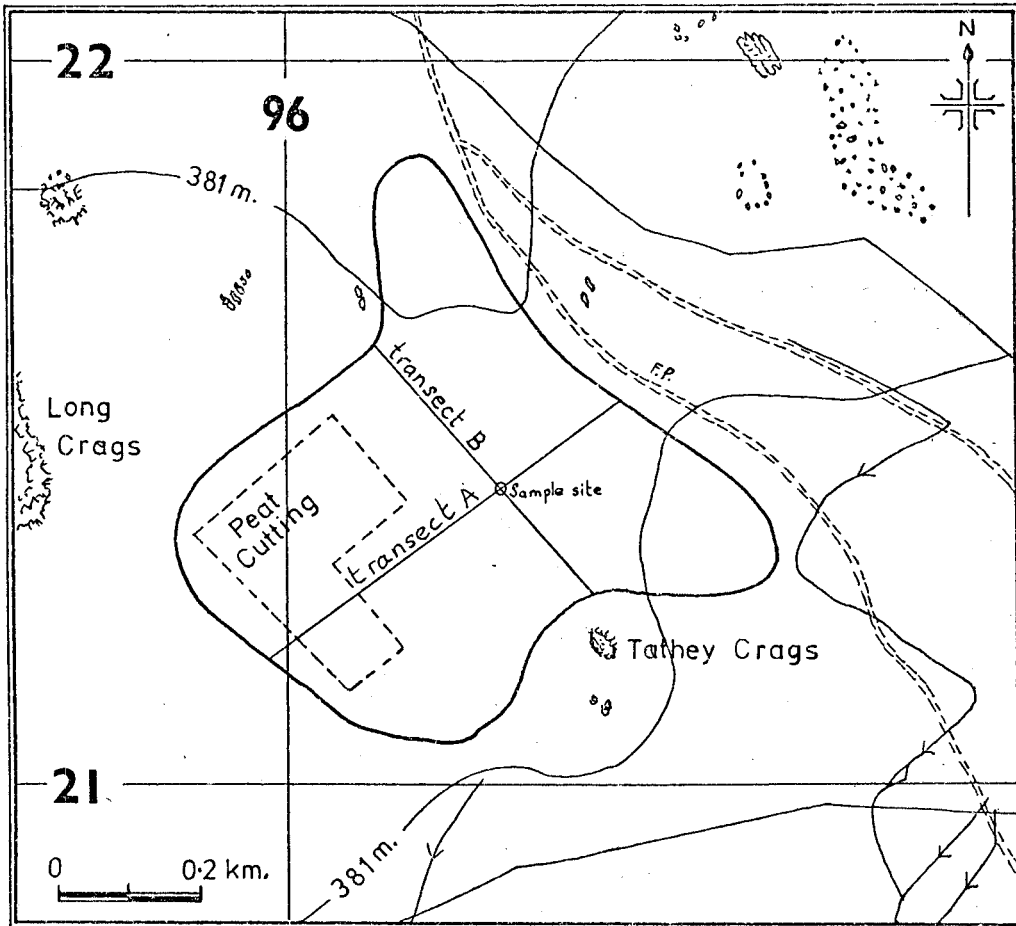 22
N
96
381 m.
transect B
F.P.
Long
Crags
Sample site
Peat
Cutting
transect A
Tathey Crags
21
0
0.2 km.
381 m.